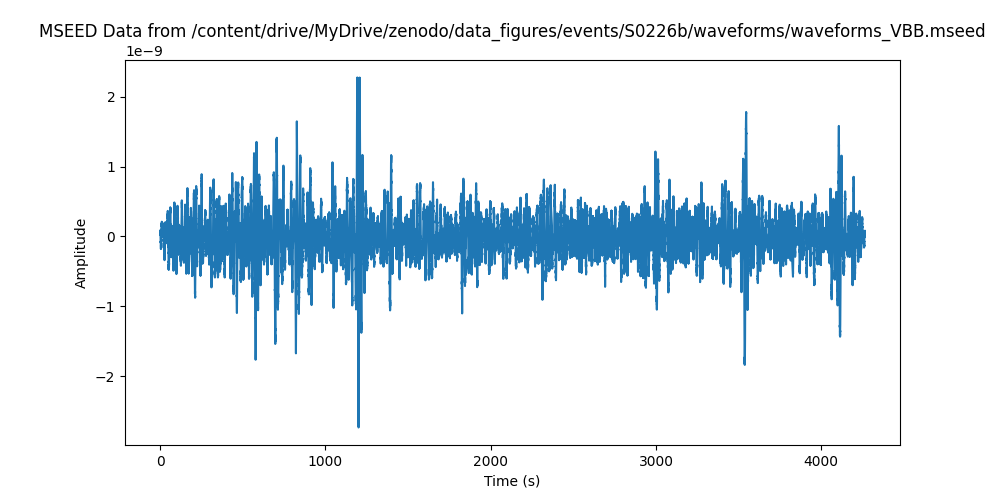 MSEED Data from /content/drive/MyDrive/zenodo/data_figures/events/S0226b/waveforms/waveforms_VBB.mseed
1e−9
2
1
0
−1
−2
Amplitude
0 1000 2000 3000 4000
Time (s)